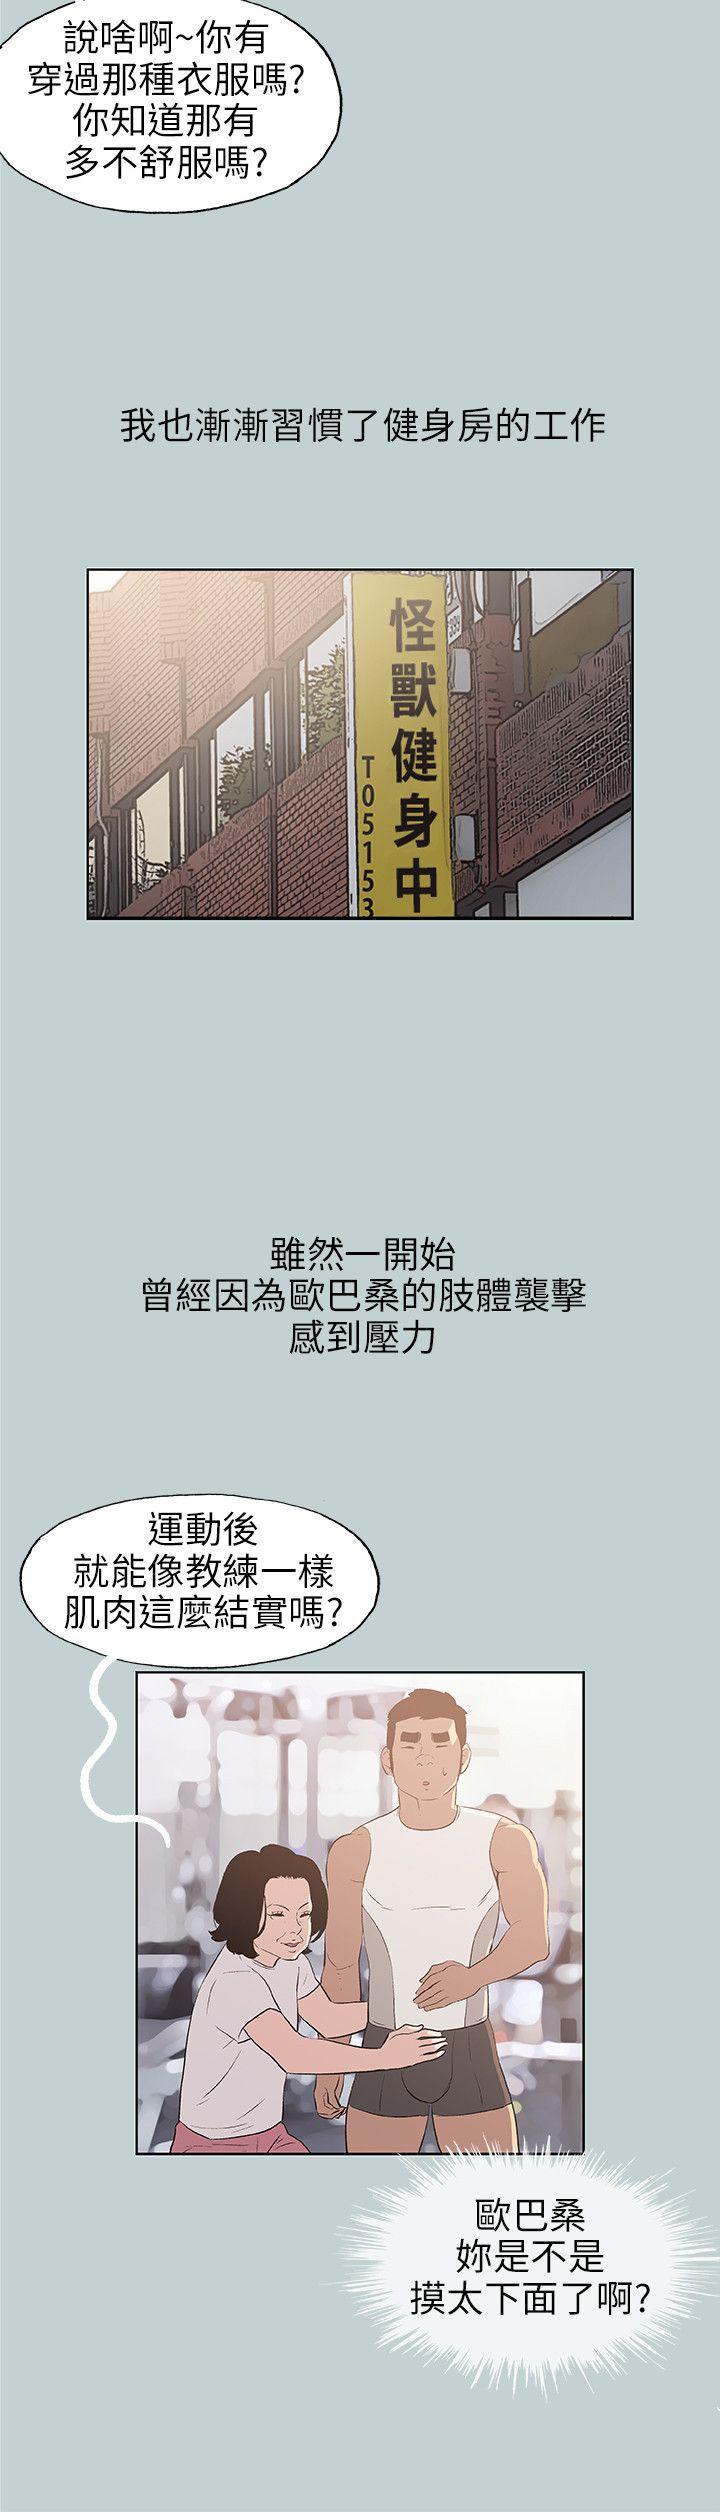 說啥啊~你有
穿過那種衣服嗎?
你知道那有
多不舒服嗎?
我也漸漸習慣了健身房的工作
怪獸健身中
T05153
雖然一開始
曾經因為歐巴桑的肢體襲擊
感到壓力
運動後
就能像教練一樣
肌肉這麼結實嗎?
歐巴桑
妳是不是
摸太下面了啊?